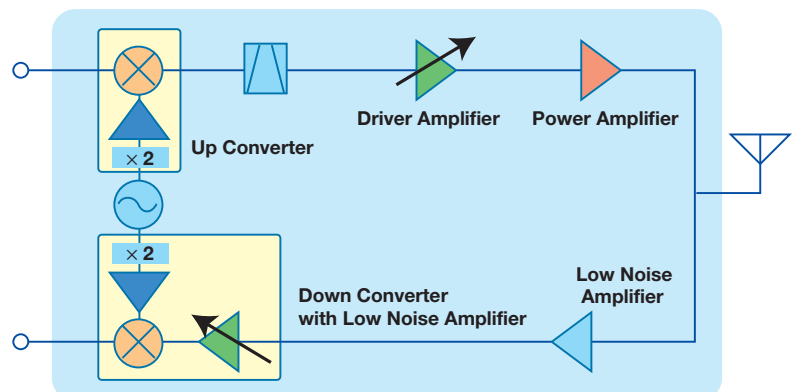 Driver Amplifier
Power Amplifier
Up Converter
× 2
× 2
Low Noise
Amplifier
Down Converter
with Low Noise Amplifier